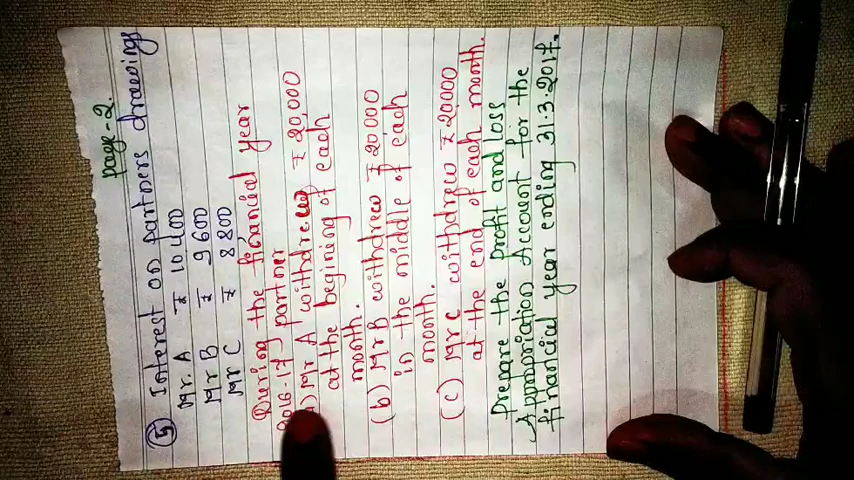 page-2.
(5) Interest on partners drawings
Mr. A ₹ 10400
Mr B ₹ 9600
Mr C ₹ 8800
During the financial year
2016-17 partner
a) Mr A withdrew ₹ 20,000
at the begining of each
month.
(b) Mr B withdrew ₹ 20000
in the middle of each
month.
(c) Mr C withdrew ₹ 20000
at the end of each month.
Prepare the profit and loss
Appropriation Account for the
financial year ending 31.3.2017.